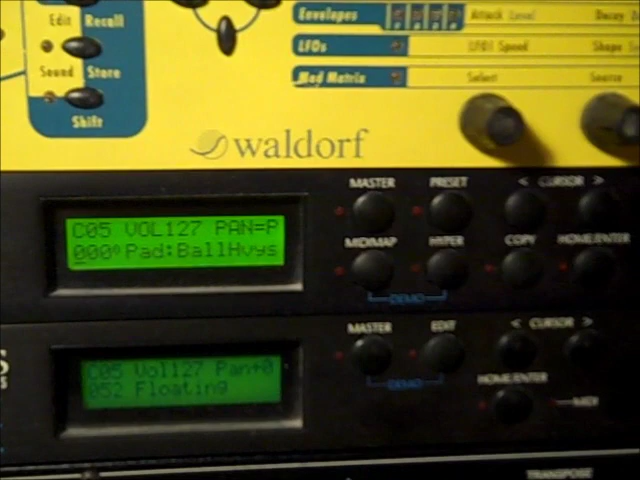 Edit Recall
Sound Store
Shift
Envelopes
Attack Level Decay
LFOs
LFO1 Speed Shape
Mod Matrix
Select Source
waldorf
MASTER PRESET < CURSOR >
C05 VOL127 PAN=P
000° Pad:BallHvys
MIDIMAP HYPER COPY HOME/ENTER
DEMO
MASTER EDIT < CURSOR >
C05 Vol127 Pan+0
052 Floating
DEMO
HOME/ENTER
MIDI
TRANSPOSE